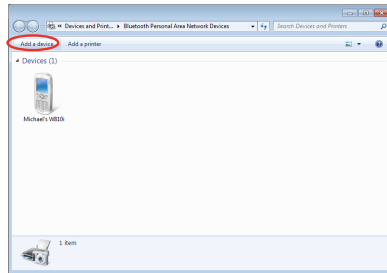 « Devices and Print... ▸ Bluetooth Personal Area Network Devices
Search Devices and Printers
Add a device Add a printer
Devices (1)
Michael's W810i
1 item